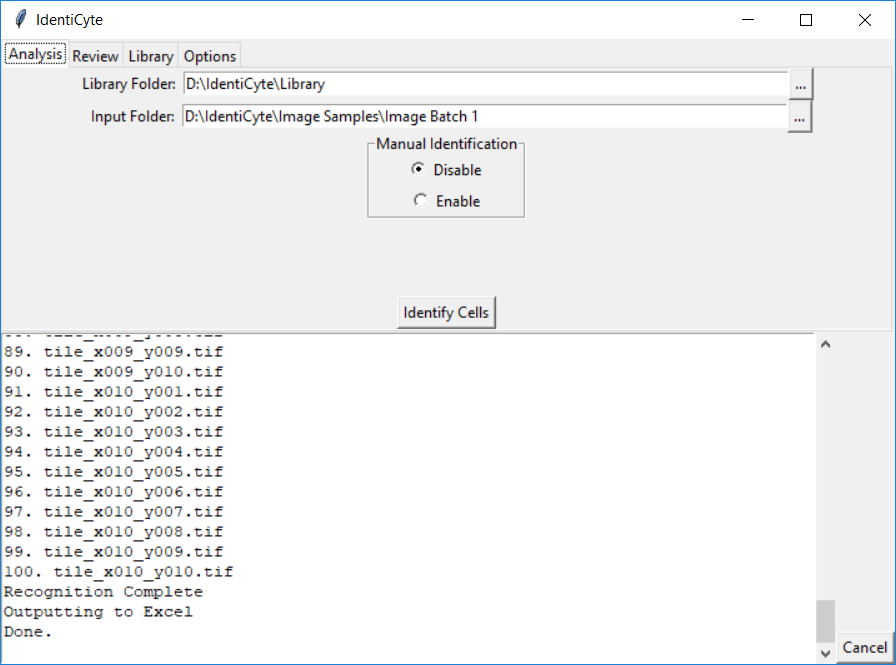 IdentiCyte
Analysis Review Library Options
Library Folder: D:\IdentiCyte\Library ...
Input Folder: D:\IdentiCyte\Image Samples\Image Batch 1 ...
Manual Identification
Disable
Enable
Identify Cells
89. tile_x009_y009.tif
90. tile_x009_y010.tif
91. tile_x010_y001.tif
92. tile_x010_y002.tif
93. tile_x010_y003.tif
94. tile_x010_y004.tif
95. tile_x010_y005.tif
96. tile_x010_y006.tif
97. tile_x010_y007.tif
98. tile_x010_y008.tif
99. tile_x010_y009.tif
100. tile_x010_y010.tif
Recognition Complete
Outputting to Excel
Done.
Cancel